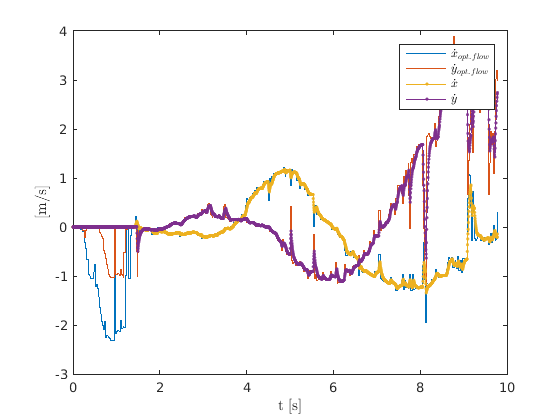 4
3
2
1
0
-1
-2
-3
[m/s]
0 2 4 6 8 10
t [s]
ẋ_opt.flow
ẏ_opt.flow
ẋ
ẏ